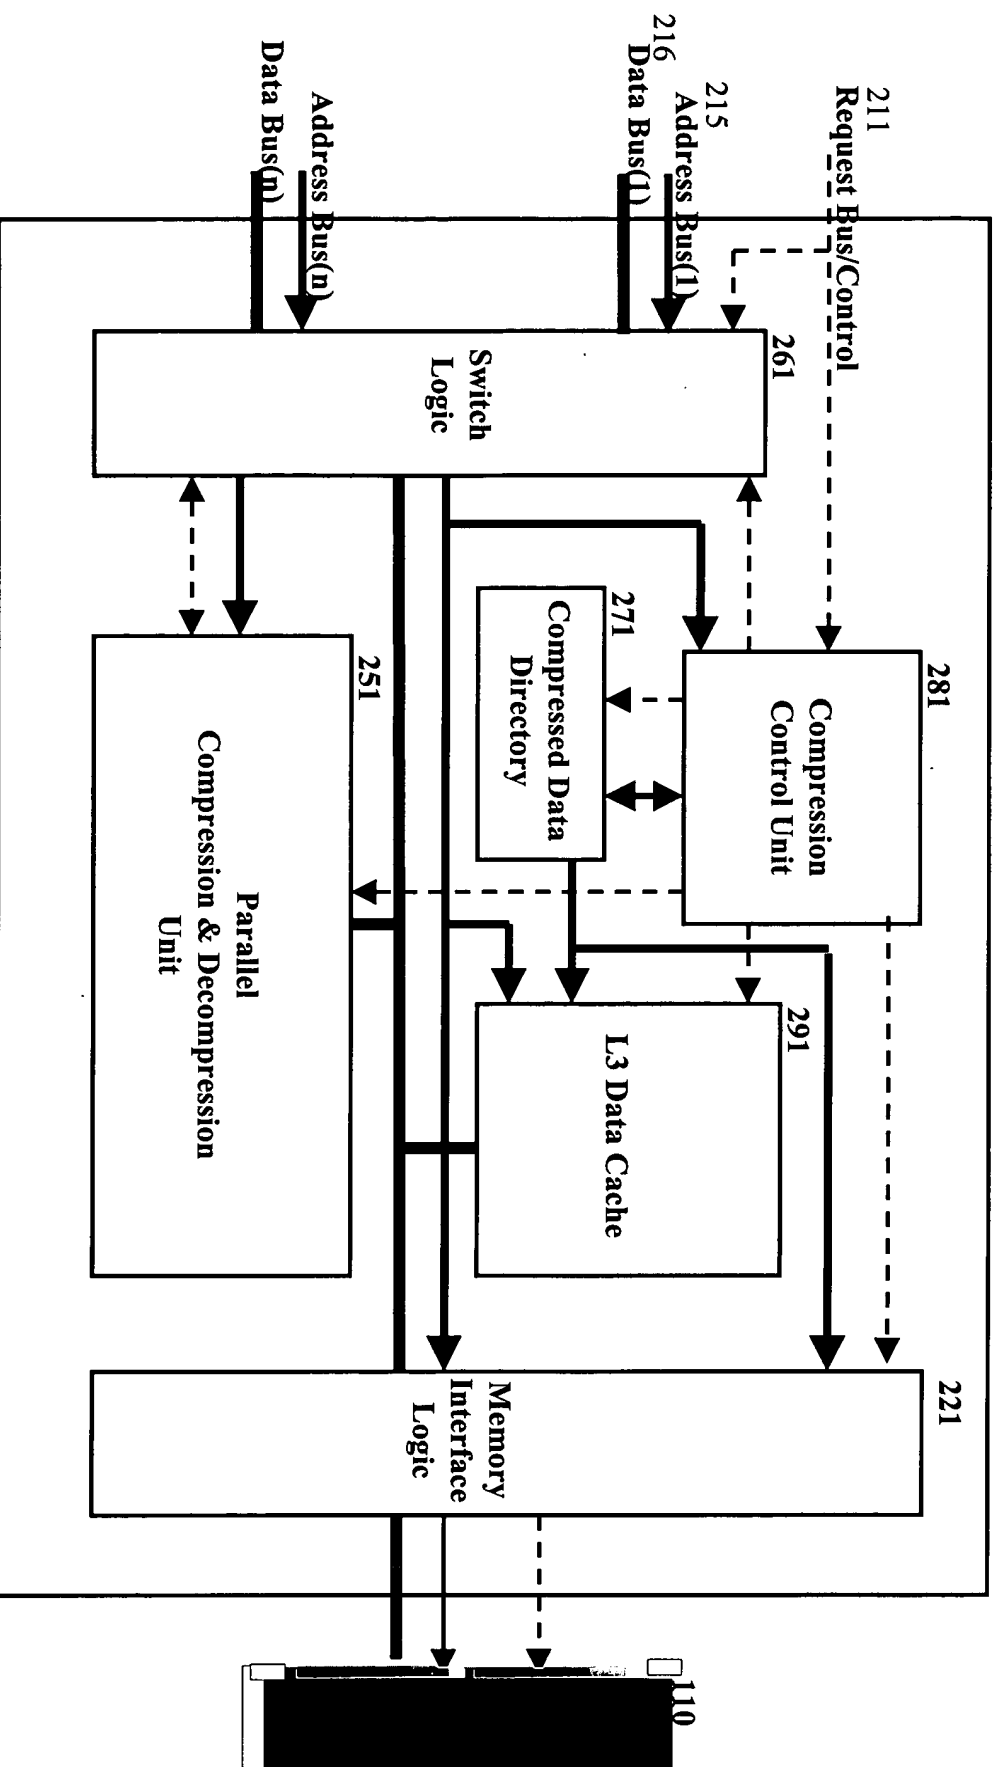 211
Request Bus/Control
215
Address Bus(1)
216
Data Bus(1)
Address Bus(n)
Data Bus(n)
261
Switch
Logic
281
Compression
Control Unit
271
Compressed Data
Directory
251
Parallel
Compression & Decompression
Unit
291
L3 Data Cache
221
Memory
Interface
Logic
110